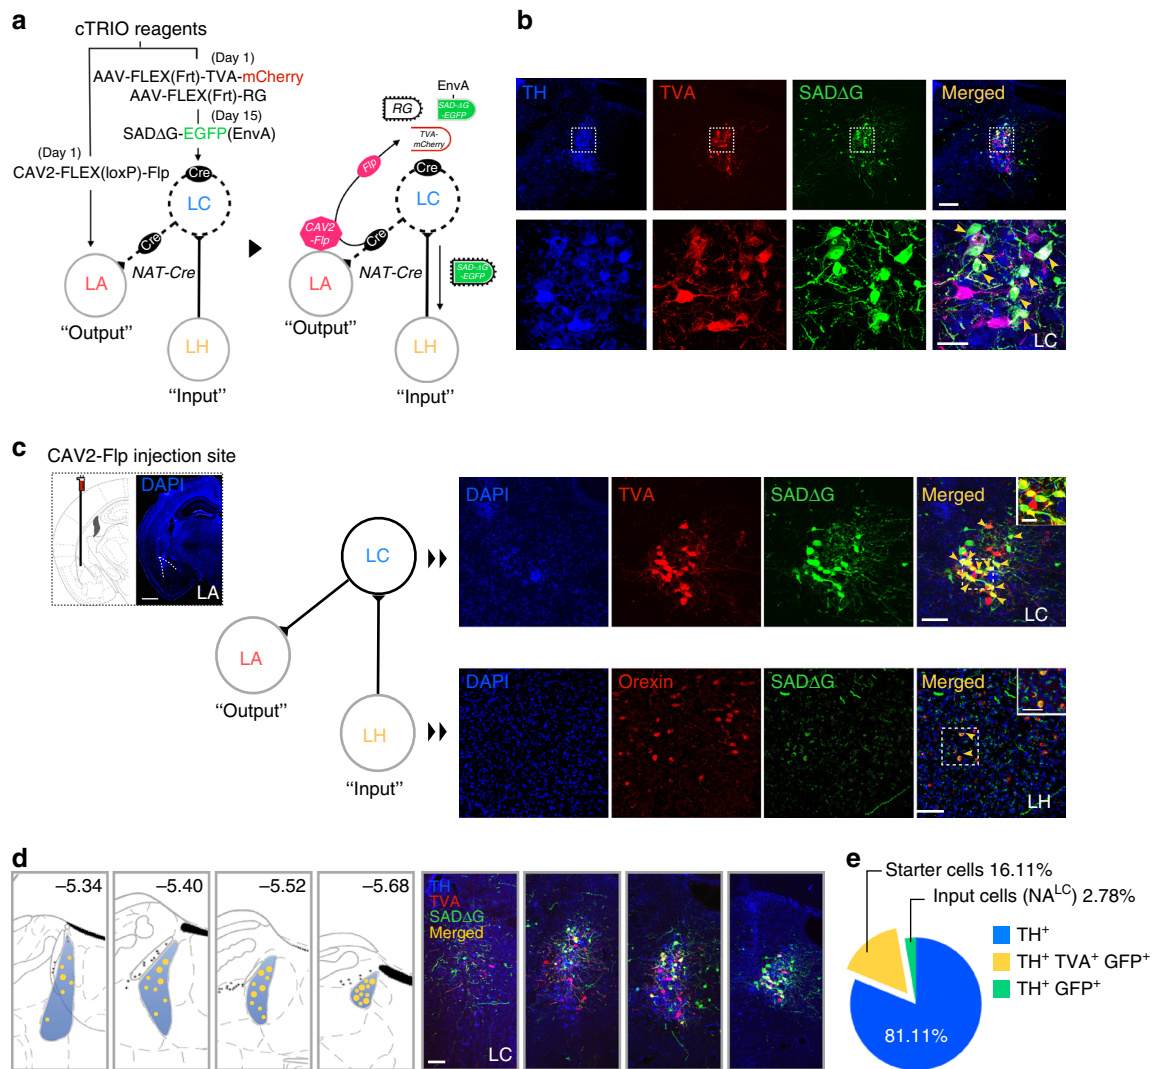 a
cTRIO reagents
(Day 1)
AAV-FLEX(Frt)-TVA-mCherry
AAV-FLEX(Frt)-RG
(Day 15)
SADΔG-EGFP(EnvA)
(Day 1)
CAV2-FLEX(loxP)-Flp
Cre
LC
Cre
NAT-Cre
LA
"Output"
LH
"Input"
EnvA
RG
SAD-ΔG
-EGFP
TVA-
mCherry
Flp
Cre
LC
CAV2
-Flp
Cre
NAT-Cre
SAD-ΔG
-EGFP
LA
"Output"
LH
"Input"
b
TH
TVA
SADΔG
Merged
LC
c
CAV2-Flp injection site
DAPI
LA
LC
LA
"Output"
LH
"Input"
DAPI
TVA
SADΔG
Merged
LC
DAPI
Orexin
SADΔG
Merged
LH
d
–5.34
–5.40
–5.52
–5.68
TH
TVA
SADΔG
Merged
LC
e
Starter cells 16.11%
Input cells (NA^LC) 2.78%
81.11%
TH⁺
TH⁺ TVA⁺ GFP⁺
TH⁺ GFP⁺